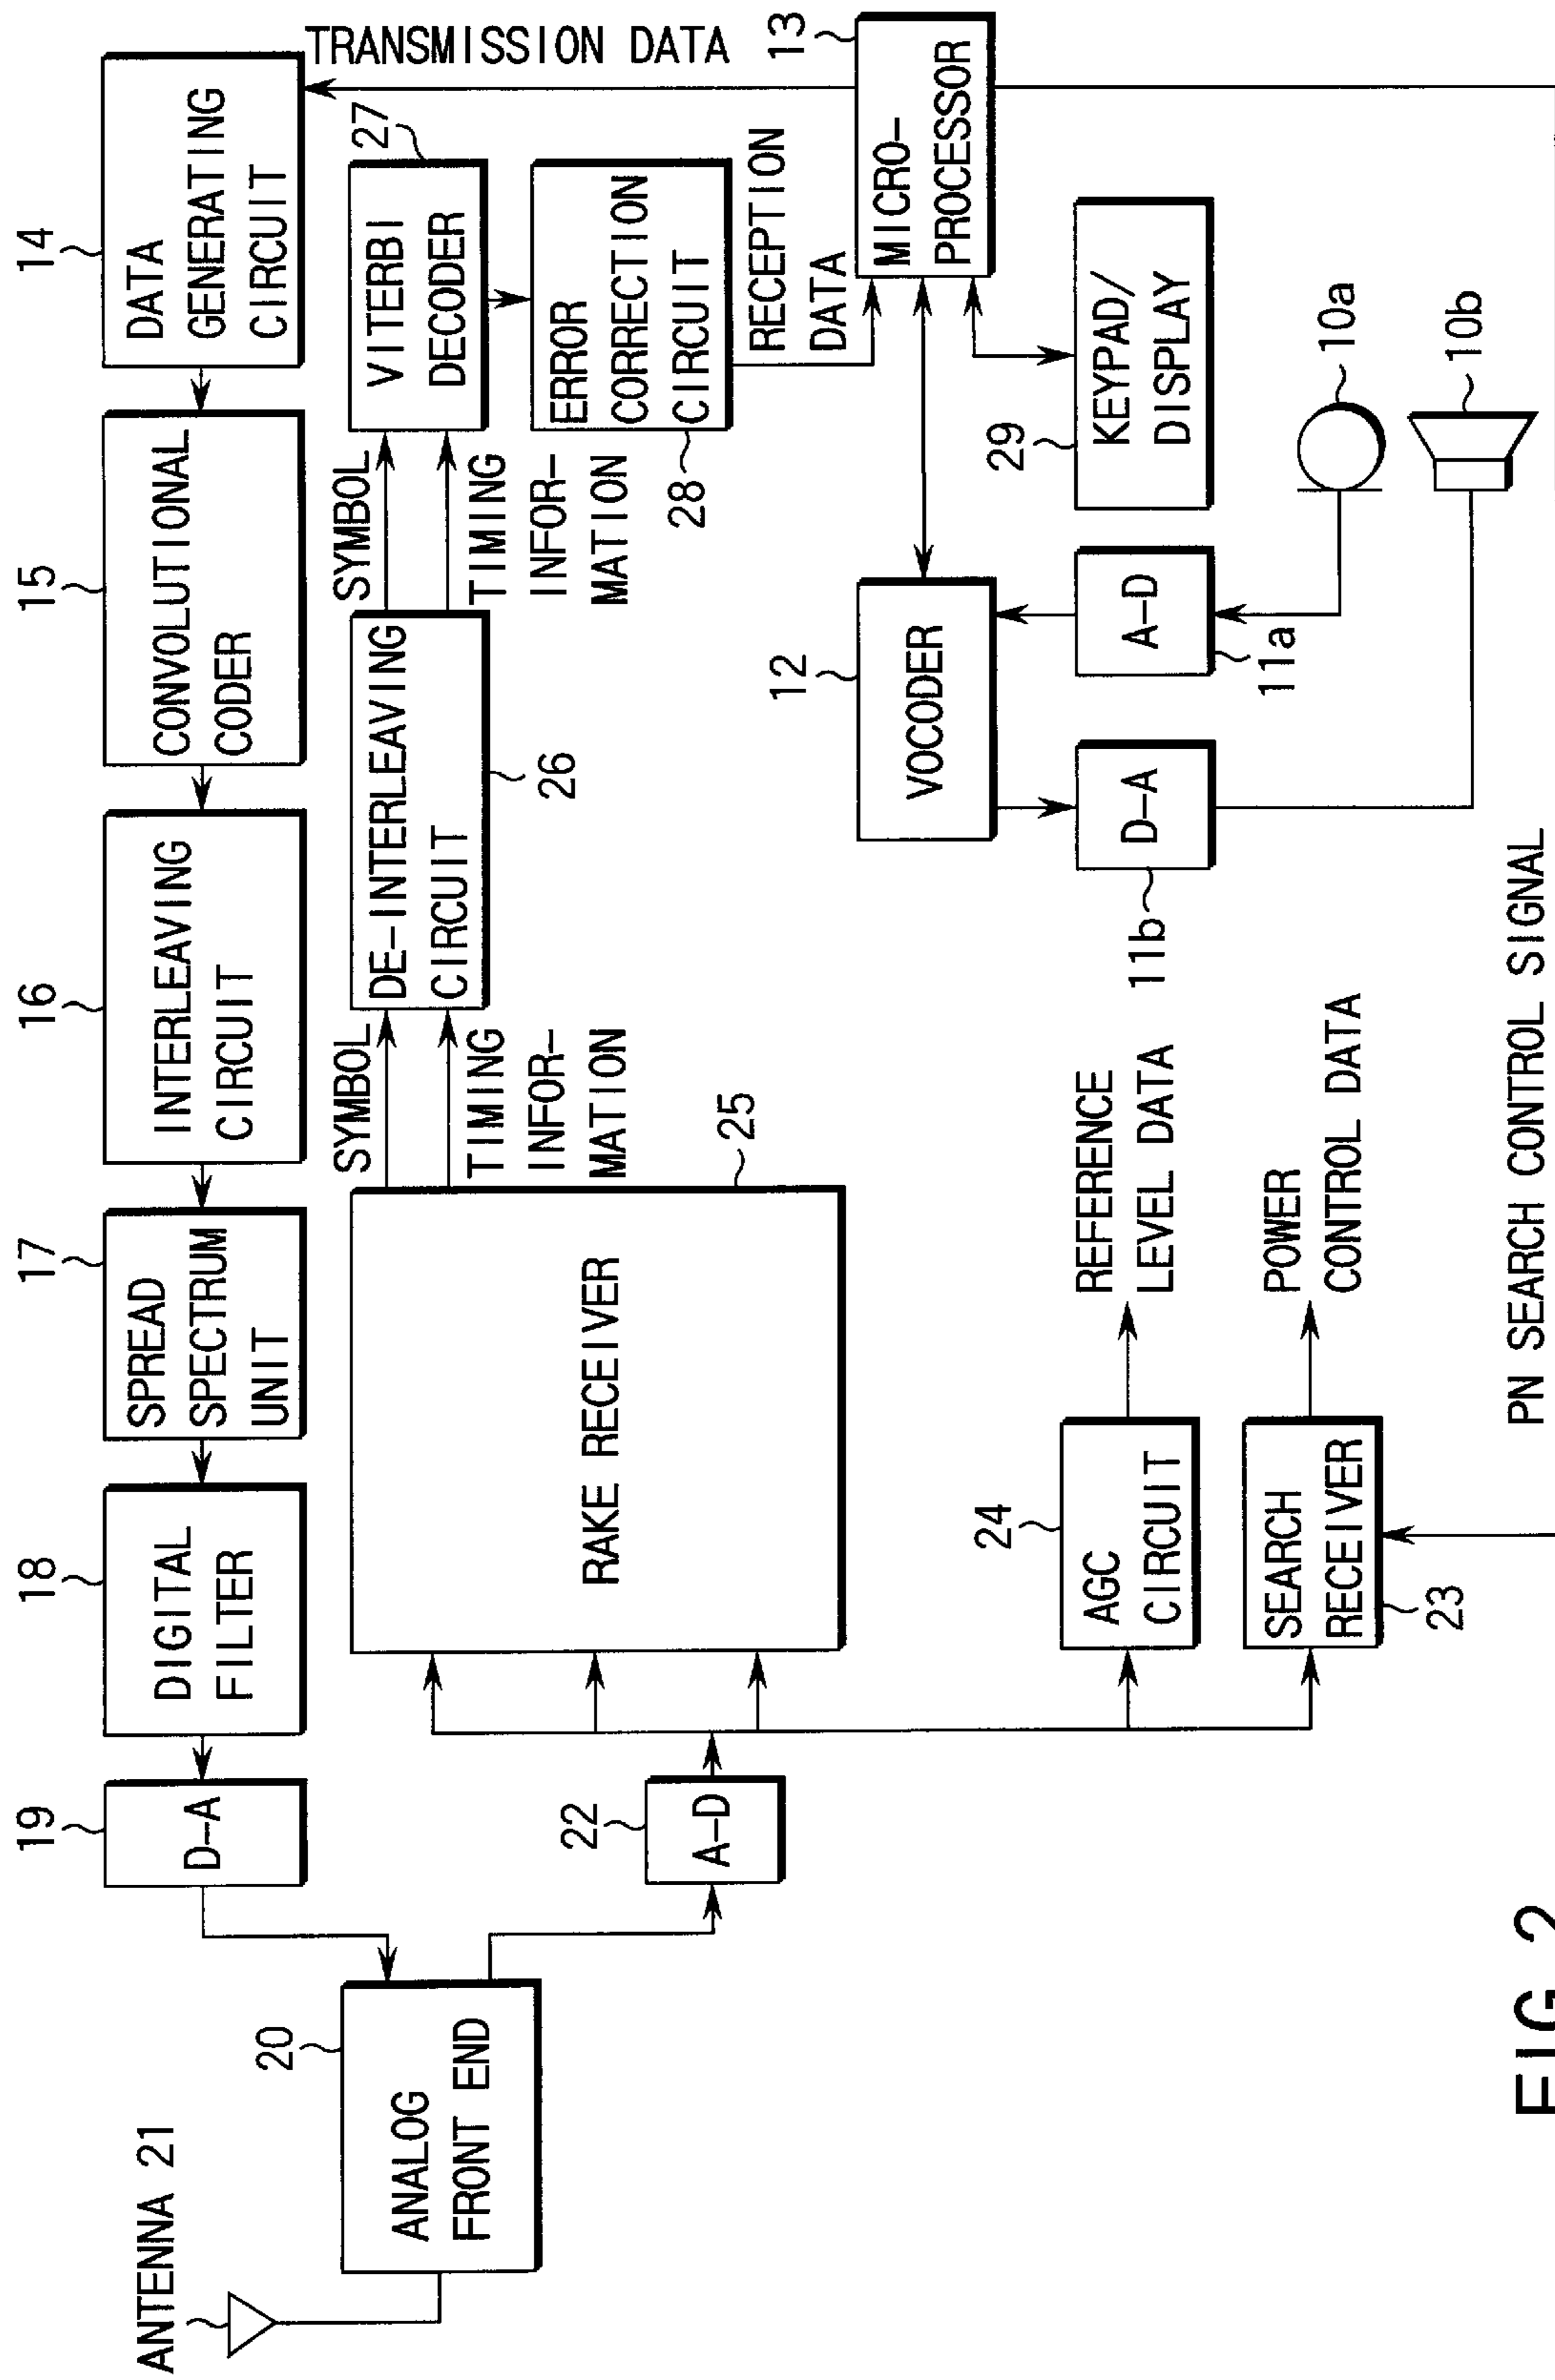 ANTENNA 21
20
ANALOG
FRONT END
19
D–A
18
DIGITAL
FILTER
17
SPREAD
SPECTRUM
UNIT
16
INTERLEAVING
CIRCUIT
15
CONVOLUTIONAL
CODER
14
DATA
GENERATING
CIRCUIT
TRANSMISSION DATA
22
A–D
RAKE RECEIVER
25
SYMBOL
TIMING
INFOR–
MATION
DE–INTERLEAVING
CIRCUIT
26
SYMBOL
TIMING
INFOR–
MATION
VITERBI
DECODER
27
ERROR
CORRECTION
CIRCUIT
28
RECEPTION
DATA
13
MICRO–
PROCESSOR
12
VOCODER
24
AGC
CIRCUIT
REFERENCE
LEVEL DATA
SEARCH
RECEIVER
23
POWER
CONTROL DATA
D–A
11b
A–D
11a
29
KEYPAD/
DISPLAY
10a
10b
PN SEARCH CONTROL SIGNAL
FIG. 2